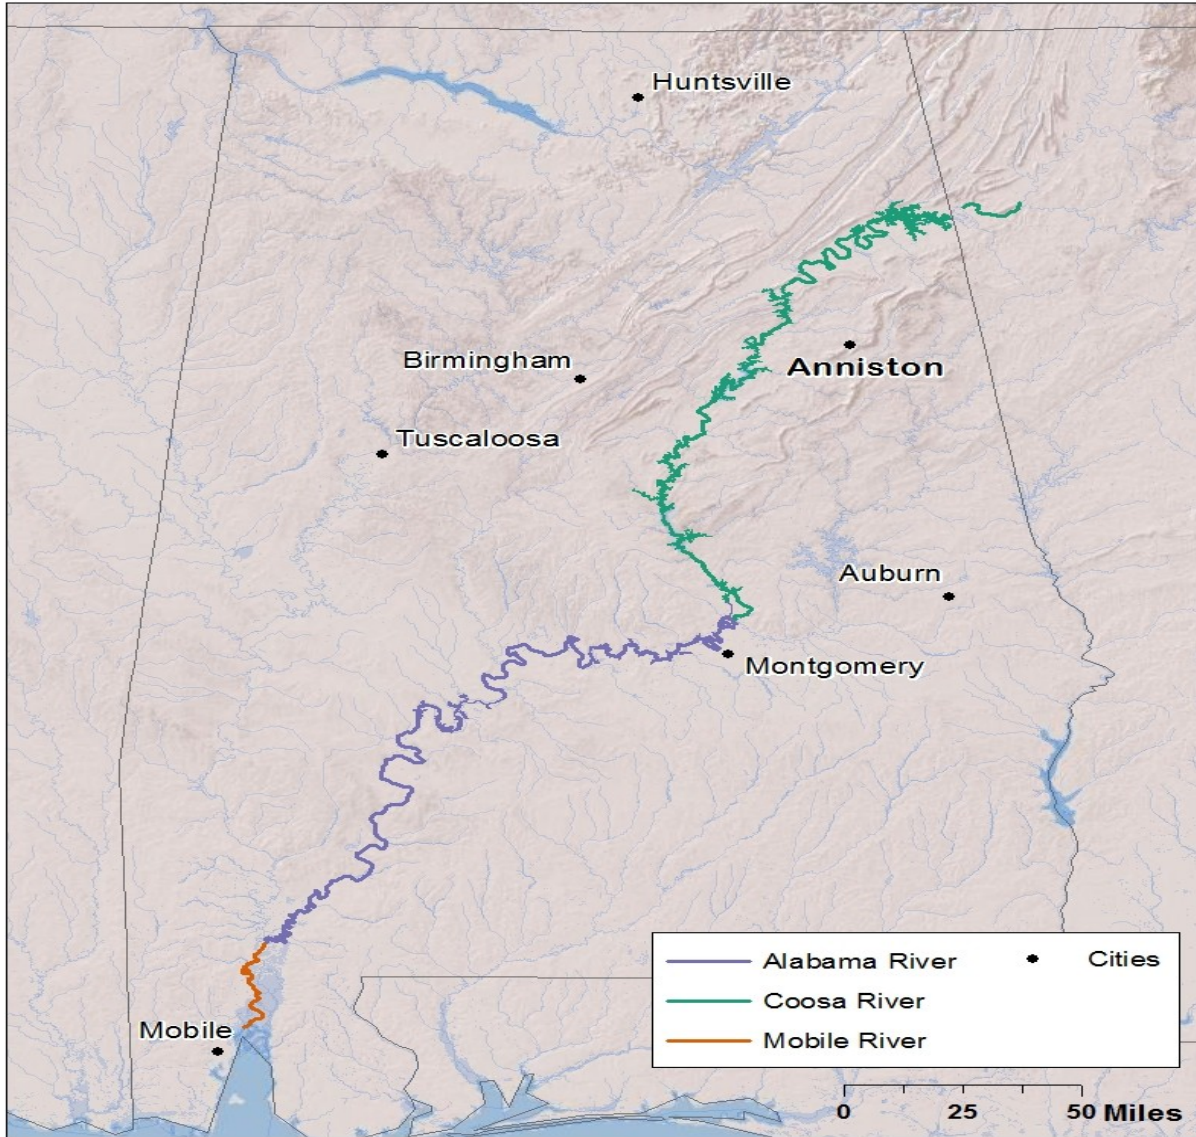 Huntsville
Birmingham
Anniston
Tuscaloosa
Auburn
Montgomery
Mobile
Alabama River
Cities
Coosa River
Mobile River
0 25 50 Miles